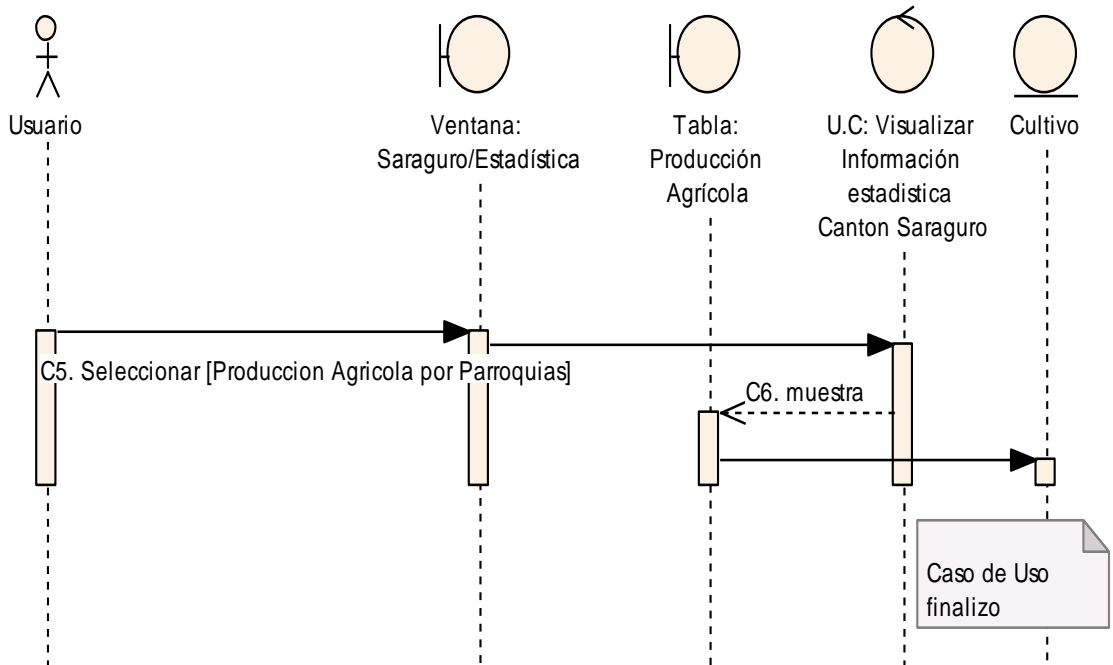 Usuario
Ventana:
Saraguro/Estadística
Tabla:
Producción
Agrícola
U.C: Visualizar
Información
estadistica
Canton Saraguro
Cultivo
C5. Seleccionar [Produccion Agricola por Parroquias]
C6. muestra
Caso de Uso
finalizo